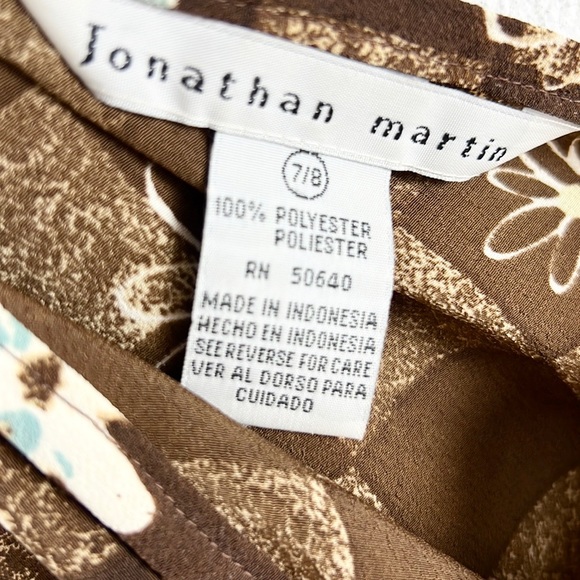 Jonathan martin
7/8
100% POLYESTER
POLIESTER
RN 50640
MADE IN INDONESIA
HECHO EN INDONESIA
SEE REVERSE FOR CARE
VER AL DORSO PARA
CUIDADO